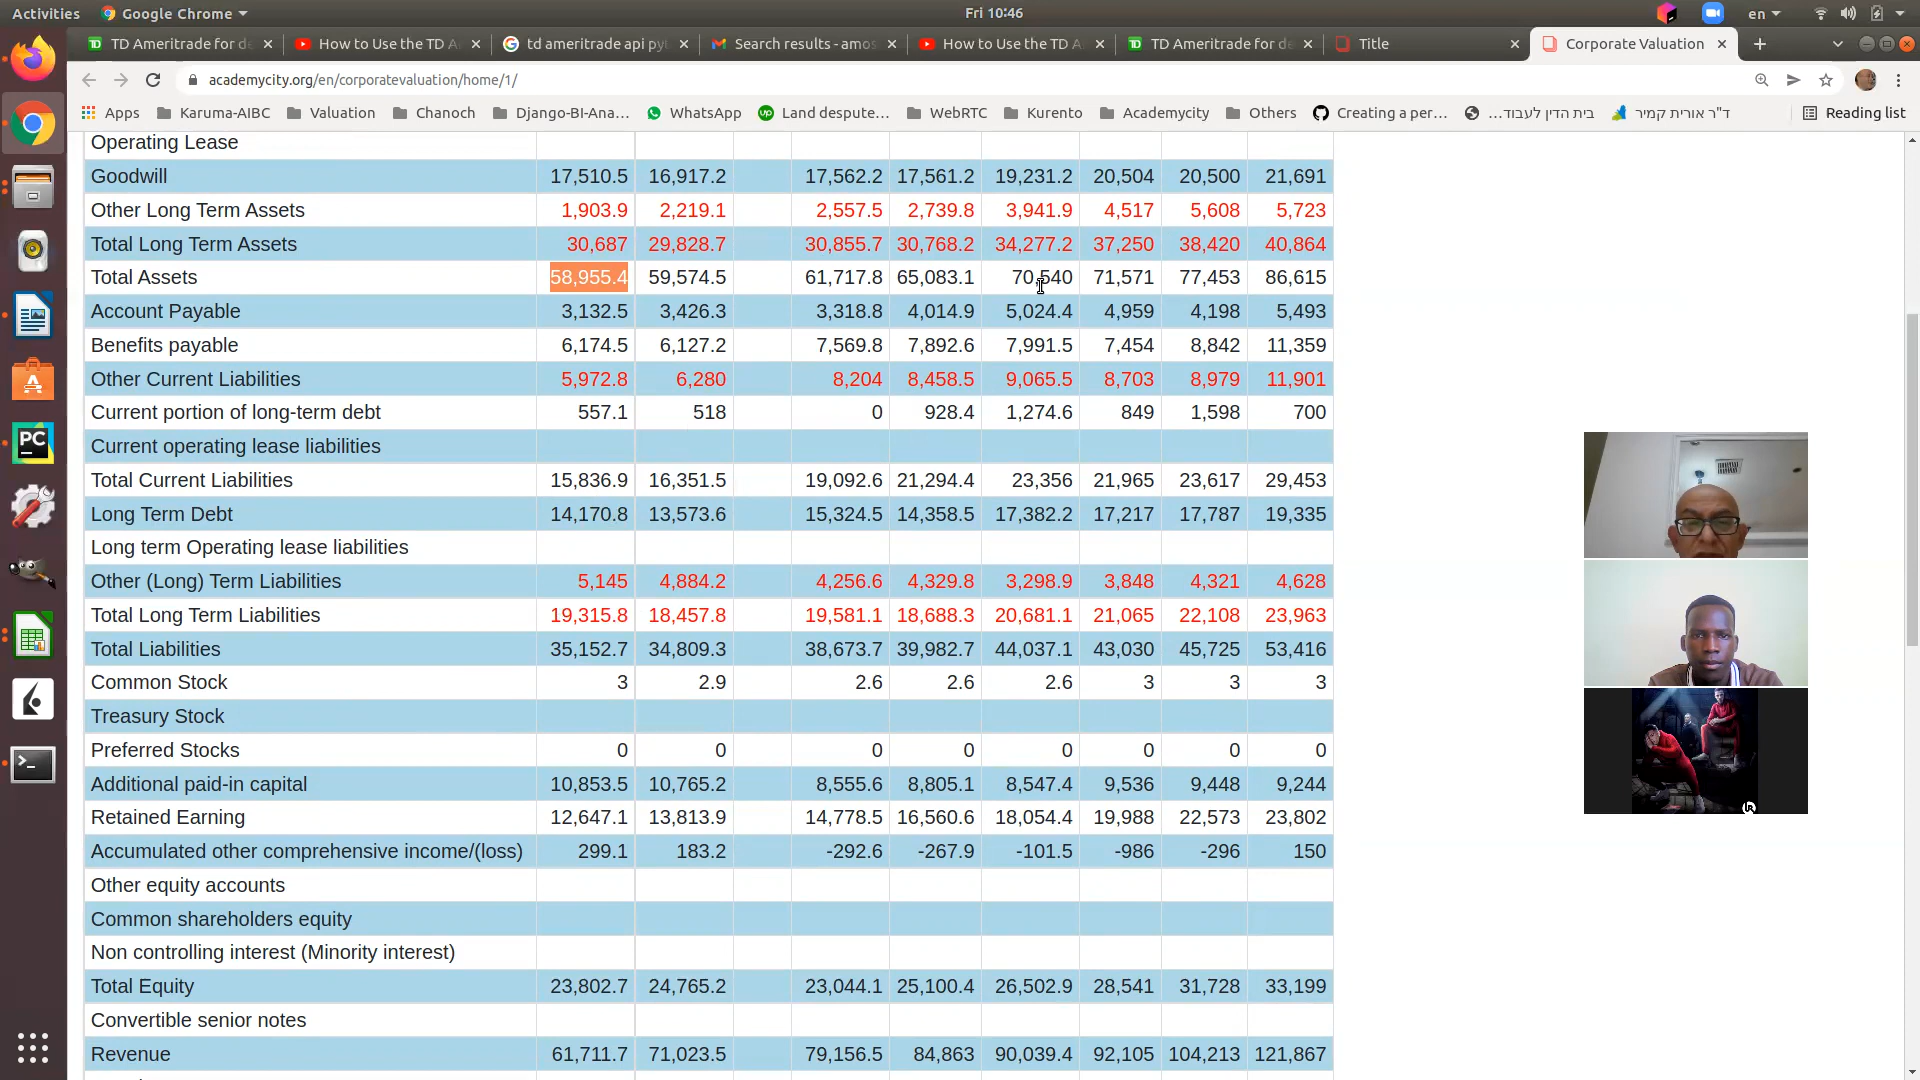 Activities Google Chrome Fri 10:46 en
TD Ameritrade for de How to Use the TD A td ameritrade api py Search results - amos How to Use the TD A TD Ameritrade for de Title Corporate Valuation
academycity.org/en/corporatevaluation/home/1/
Apps Karuma-AIBC Valuation Chanoch Django-BI-Ana... WhatsApp Land despute... WebRTC Kurento Academycity Others Creating a per... בית הדין לעבוד... ד"ר אורית קמיר Reading list
Operating Lease
Goodwill 17,510.5 16,917.2 17,562.2 17,561.2 19,231.2 20,504 20,500 21,691
Other Long Term Assets 1,903.9 2,219.1 2,557.5 2,739.8 3,941.9 4,517 5,608 5,723
Total Long Term Assets 30,687 29,828.7 30,855.7 30,768.2 34,277.2 37,250 38,420 40,864
Total Assets 58,955.4 59,574.5 61,717.8 65,083.1 70,540 71,571 77,453 86,615
Account Payable 3,132.5 3,426.3 3,318.8 4,014.9 5,024.4 4,959 4,198 5,493
Benefits payable 6,174.5 6,127.2 7,569.8 7,892.6 7,991.5 7,454 8,842 11,359
Other Current Liabilities 5,972.8 6,280 8,204 8,458.5 9,065.5 8,703 8,979 11,901
Current portion of long-term debt 557.1 518 0 928.4 1,274.6 849 1,598 700
Current operating lease liabilities
Total Current Liabilities 15,836.9 16,351.5 19,092.6 21,294.4 23,356 21,965 23,617 29,453
Long Term Debt 14,170.8 13,573.6 15,324.5 14,358.5 17,382.2 17,217 17,787 19,335
Long term Operating lease liabilities
Other (Long) Term Liabilities 5,145 4,884.2 4,256.6 4,329.8 3,298.9 3,848 4,321 4,628
Total Long Term Liabilities 19,315.8 18,457.8 19,581.1 18,688.3 20,681.1 21,065 22,108 23,963
Total Liabilities 35,152.7 34,809.3 38,673.7 39,982.7 44,037.1 43,030 45,725 53,416
Common Stock 3 2.9 2.6 2.6 2.6 3 3 3
Treasury Stock
Preferred Stocks 0 0 0 0 0 0 0 0
Additional paid-in capital 10,853.5 10,765.2 8,555.6 8,805.1 8,547.4 9,536 9,448 9,244
Retained Earning 12,647.1 13,813.9 14,778.5 16,560.6 18,054.4 19,988 22,573 23,802
Accumulated other comprehensive income/(loss) 299.1 183.2 -292.6 -267.9 -101.5 -986 -296 150
Other equity accounts
Common shareholders equity
Non controlling interest (Minority interest)
Total Equity 23,802.7 24,765.2 23,044.1 25,100.4 26,502.9 28,541 31,728 33,199
Convertible senior notes
Revenue 61,711.7 71,023.5 79,156.5 84,863 90,039.4 92,105 104,213 121,867